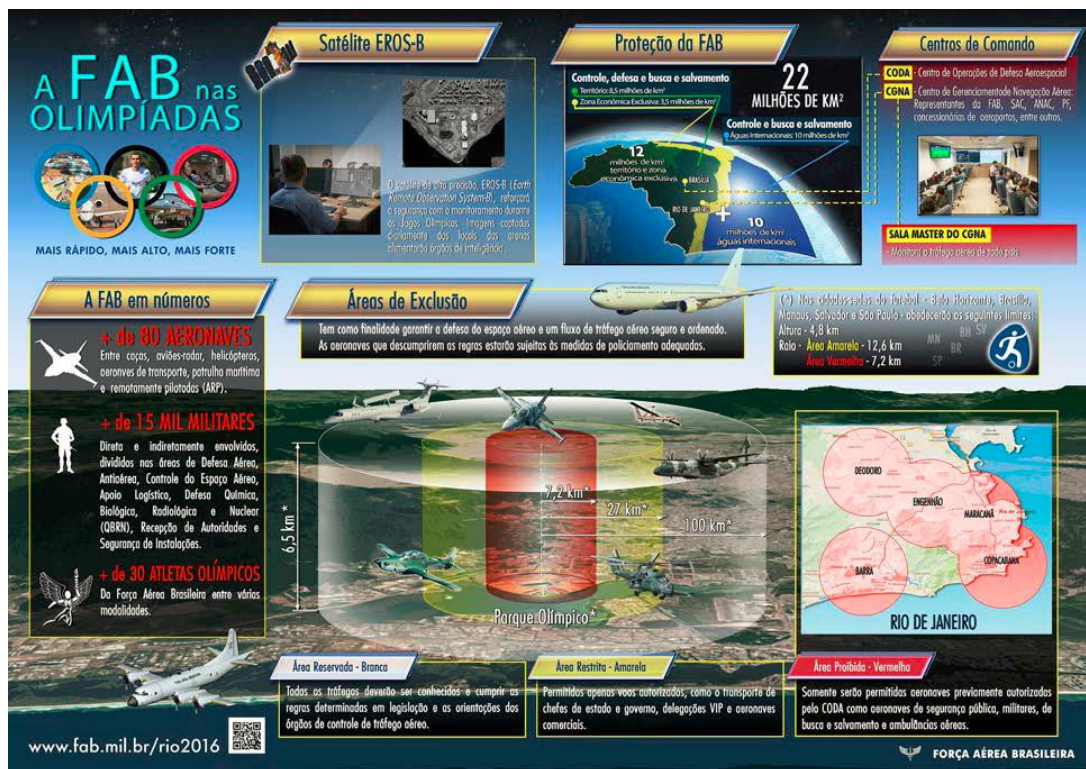 A FAB nas
OLIMPÍADAS
MAIS RÁPIDO, MAIS ALTO, MAIS FORTE
Satélite EROS-B
O satélite de alta precisão, EROS-B (Earth
Remote Observation System-B), reforçará
a segurança com o monitoramento durante
os Jogos Olímpicos. Imagens captadas
diariamente dos locais das arenas
alimentarão órgãos de inteligência.
Proteção da FAB
Controle, defesa e busca e salvamento
Território: 8,5 milhões de km²
Zona Econômica Exclusiva: 3,5 milhões de km²
22
MILHÕES DE KM²
Controle e busca e salvamento
Águas Internacionais: 10 milhões de km²
12
milhões de km²
território e zona
econômica exclusiva
BRASÍLIA
RIO DE JANEIRO
+
10
milhões de km²
águas internacionais
Centros de Comando
CODA - Centro de Operações de Defesa Aeroespacial
CGNA - Centro de Gerenciamentode Navegação Aérea:
Representantes da FAB, SAC, ANAC, PF,
concessionárias de aeroportos, entre outros.
SALA MASTER DO CGNA
- Monitora o tráfego aéreo de todo país
A FAB em números
+ de 80 AERONAVES
Entre caças, aviões-radar, helicópteros,
aeronves de transporte, patrulha marítima
e remotamente pilotadas (ARP).
+ de 15 MIL MILITARES
Direta e indiretamente envolvidos,
divididos nas áreas de Defesa Aérea,
Antiaérea, Controle do Espaço Aéreo,
Apoio Logístico, Defesa Química,
Biológica, Radiológica e Nuclear
(QBRN), Recepção de Autoridades e
Segurança de Instalações.
+ de 30 ATLETAS OLÍMPICOS
Da Força Aérea Brasileira entre várias
modalidades.
Áreas de Exclusão
Tem como finalidade garantir a defesa do espaço aéreo e um fluxo de tráfego aéreo seguro e ordenado.
As aeronaves que descumprirem as regras estarão sujeitas às medidas de policiamento adequadas.
(*) Nas cidades-sedes do futebol - Belo Horizonte, Brasília,
Manaus, Salvador e São Paulo - obedecerão os seguintes limites:
Altura - 4,8 km
Raio - Área Amarela - 12,6 km
Área Vermelha - 7,2 km
MN BH SV
BR
SP
6,5 km*
7,2 km*
27 km*
100 km*
Parque Olímpico*
DEODORO
ENGENHÃO
MARACANÃ
Rio de Janeiro
COPACABANA
BARRA
RIO DE JANEIRO
Área Reservada - Branca
Todas os tráfegos deverão ser conhecidos e cumprir as
regras determinadas em legislação e as orientações dos
órgãos de controle de tráfego aéreo.
Área Restrita - Amarela
Permitidos apenas voos autorizados, como o transporte de
chefes de estado e governo, delegações VIP e aeronaves
comerciais.
Área Proibida - Vermelha
Somente serão permitidas aeronaves previamente autorizadas
pelo CODA como aeronaves de segurança pública, militares, de
busca e salvamento e ambulâncias aéreas.
www.fab.mil.br/rio2016
FORÇA AÉREA BRASILEIRA